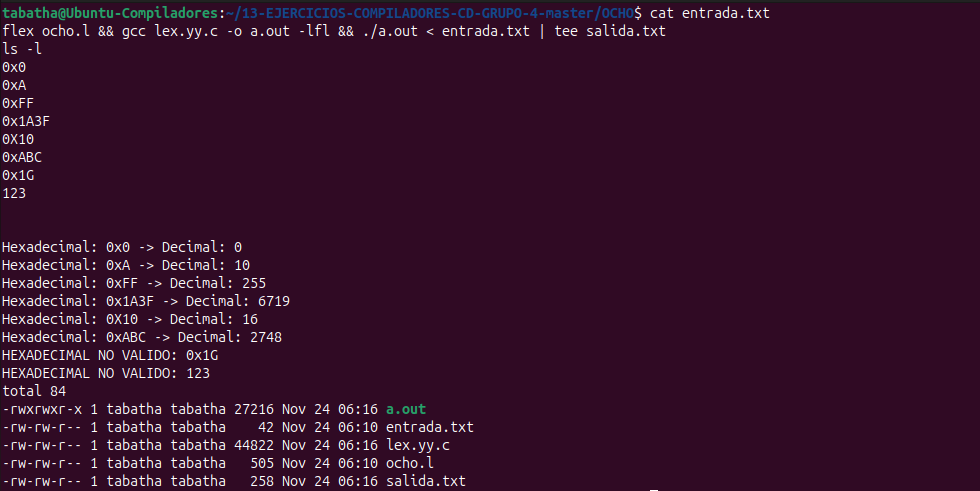 tabatha@Ubuntu-Compiladores:~/13-EJERCICIOS-COMPILADORES-CD-GRUPO-4-master/OCHO$ cat entrada.txt
flex ocho.l && gcc lex.yy.c -o a.out -lfl && ./a.out < entrada.txt | tee salida.txt
ls -l
0x0
0xA
0xFF
0x1A3F
0X10
0xABC
0x1G
123
Hexadecimal: 0x0 -> Decimal: 0
Hexadecimal: 0xA -> Decimal: 10
Hexadecimal: 0xFF -> Decimal: 255
Hexadecimal: 0x1A3F -> Decimal: 6719
Hexadecimal: 0X10 -> Decimal: 16
Hexadecimal: 0xABC -> Decimal: 2748
HEXADECIMAL NO VALIDO: 0x1G
HEXADECIMAL NO VALIDO: 123
total 84
-rwxrwxr-x 1 tabatha tabatha 27216 Nov 24 06:16 a.out
-rw-rw-r-- 1 tabatha tabatha    42 Nov 24 06:10 entrada.txt
-rw-rw-r-- 1 tabatha tabatha 44822 Nov 24 06:16 lex.yy.c
-rw-rw-r-- 1 tabatha tabatha   505 Nov 24 06:10 ocho.l
-rw-rw-r-- 1 tabatha tabatha   258 Nov 24 06:16 salida.txt